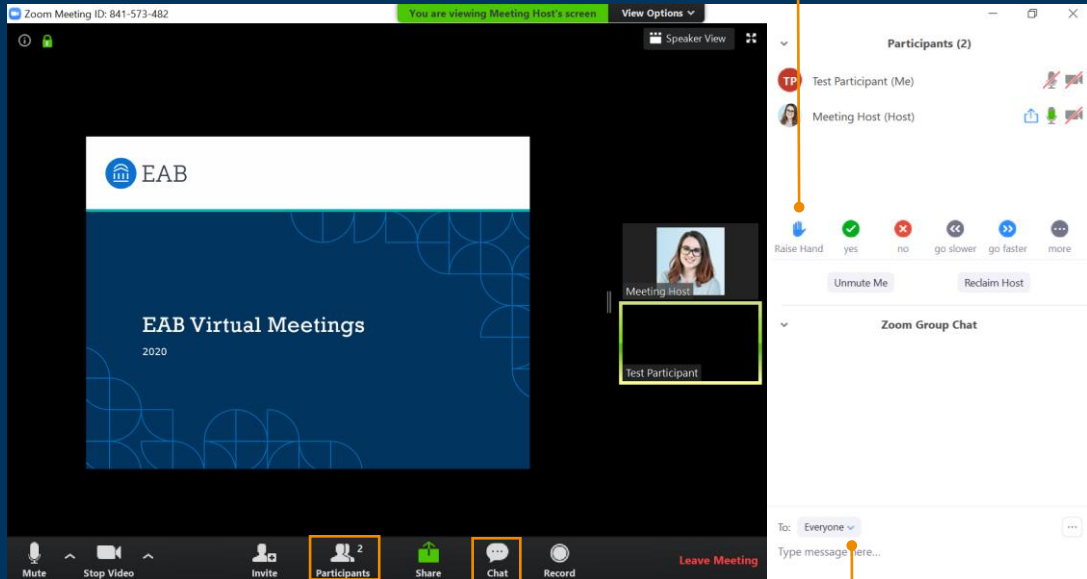 Zoom Meeting ID: 841-573-482
You are viewing Meeting Host's screen
View Options
Speaker View
EAB
EAB Virtual Meetings
2020
Meeting Host
Test Participant
Mute
Stop Video
Invite
Participants
2
Share
Chat
Record
Leave Meeting
Participants (2)
TP Test Participant (Me)
Meeting Host (Host)
Raise Hand yes no go slower go faster more
Unmute Me Reclaim Host
Zoom Group Chat
To: Everyone
Type message here...